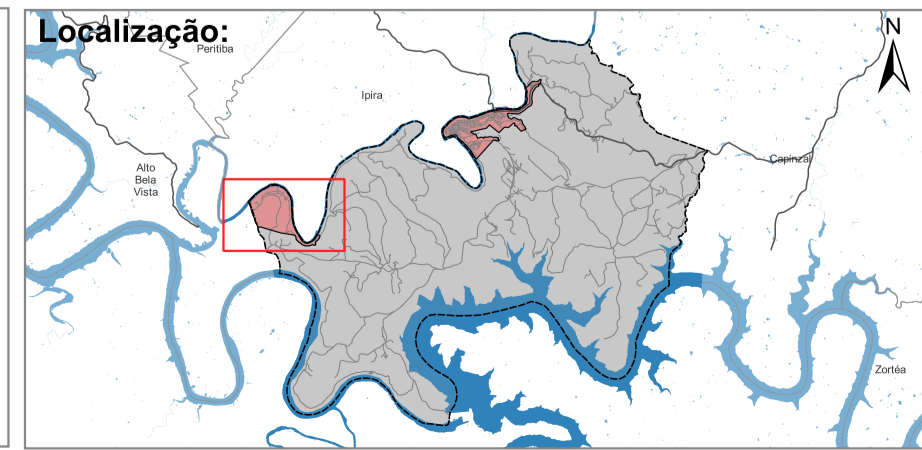 Localização:
N
Peritiba
Ipira
Capinzal
Alto
Bela
Vista
Zortéa